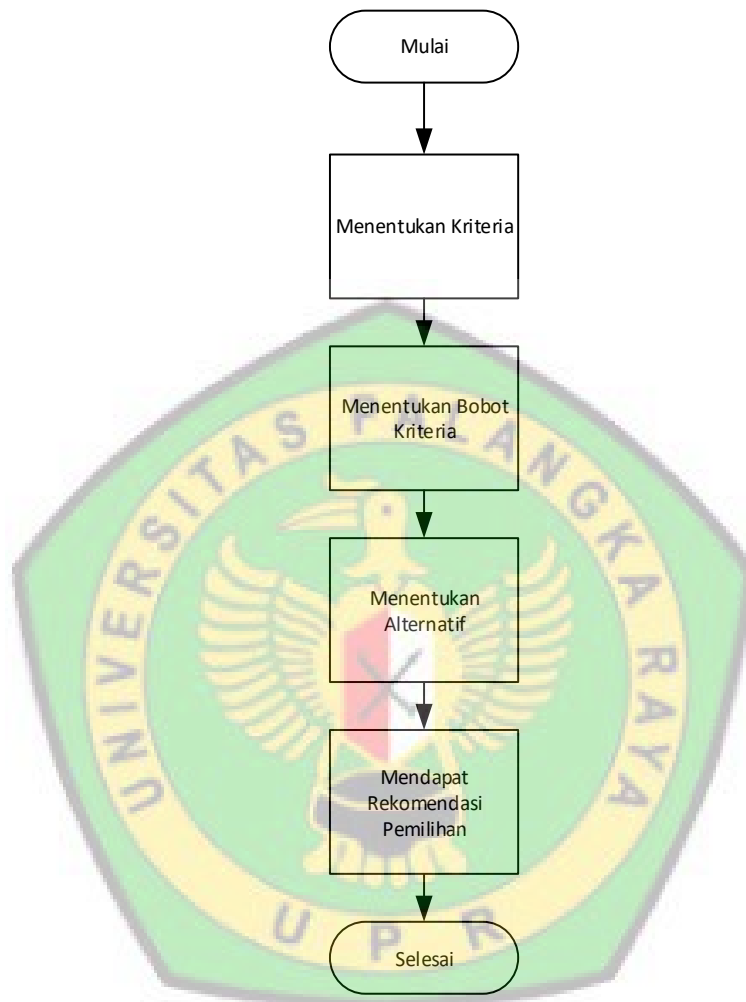 Mulai
Menentukan Kriteria
Menentukan Bobot
Kriteria
Menentukan
Alternatif
Mendapat
Rekomendasi
Pemilihan
Selesai
UNIVERSITAS PALANGKA RAYA
UPR